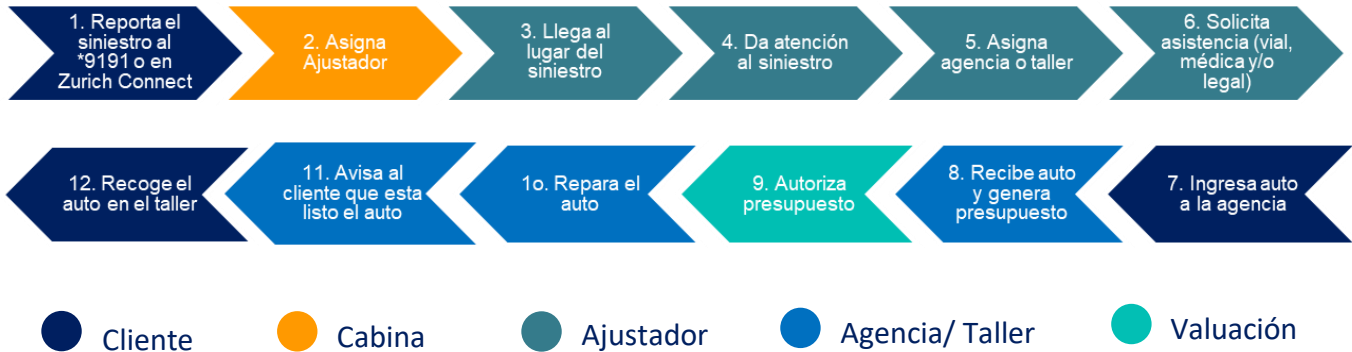 1. Reporta el
siniestro al
*9191 o en
Zurich Connect
2. Asigna
Ajustador
3. Llega al
lugar del
siniestro
4. Da atención
al siniestro
5. Asigna
agencia o taller
6. Solicita
asistencia (vial,
médica y/o
legal)
12. Recoge el
auto en el taller
11. Avisa al
cliente que esta
listo el auto
1o. Repara el
auto
9. Autoriza
presupuesto
8. Recibe auto
y genera
presupuesto
7. Ingresa auto
a la agencia
Cliente
Cabina
Ajustador
Agencia/ Taller
Valuación